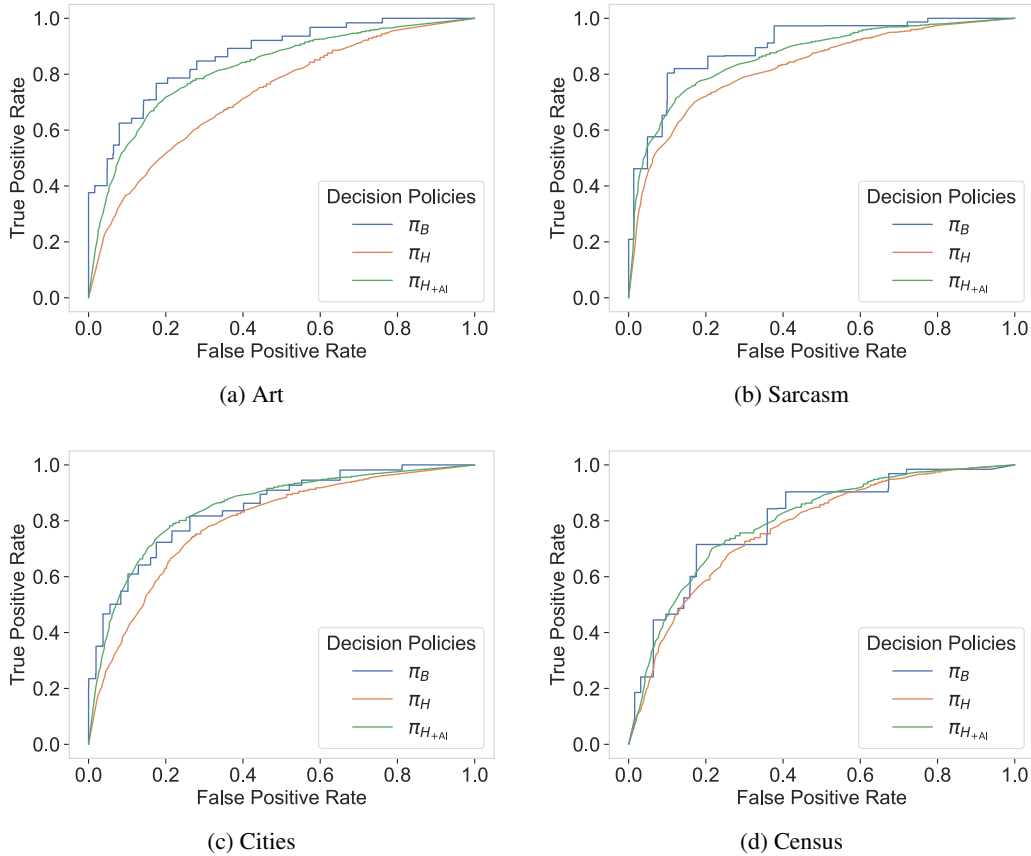 1.0
0.8
0.6
0.4
0.2
0.0
True Positive Rate
0.0 0.2 0.4 0.6 0.8 1.0
False Positive Rate
Decision Policies
π_B
π_H
π_{H+AI}
(a) Art
1.0
0.8
0.6
0.4
0.2
0.0
True Positive Rate
0.0 0.2 0.4 0.6 0.8 1.0
False Positive Rate
Decision Policies
π_B
π_H
π_{H+AI}
(b) Sarcasm
1.0
0.8
0.6
0.4
0.2
0.0
True Positive Rate
0.0 0.2 0.4 0.6 0.8 1.0
False Positive Rate
Decision Policies
π_B
π_H
π_{H+AI}
(c) Cities
1.0
0.8
0.6
0.4
0.2
0.0
True Positive Rate
0.0 0.2 0.4 0.6 0.8 1.0
False Positive Rate
Decision Policies
π_B
π_H
π_{H+AI}
(d) Census